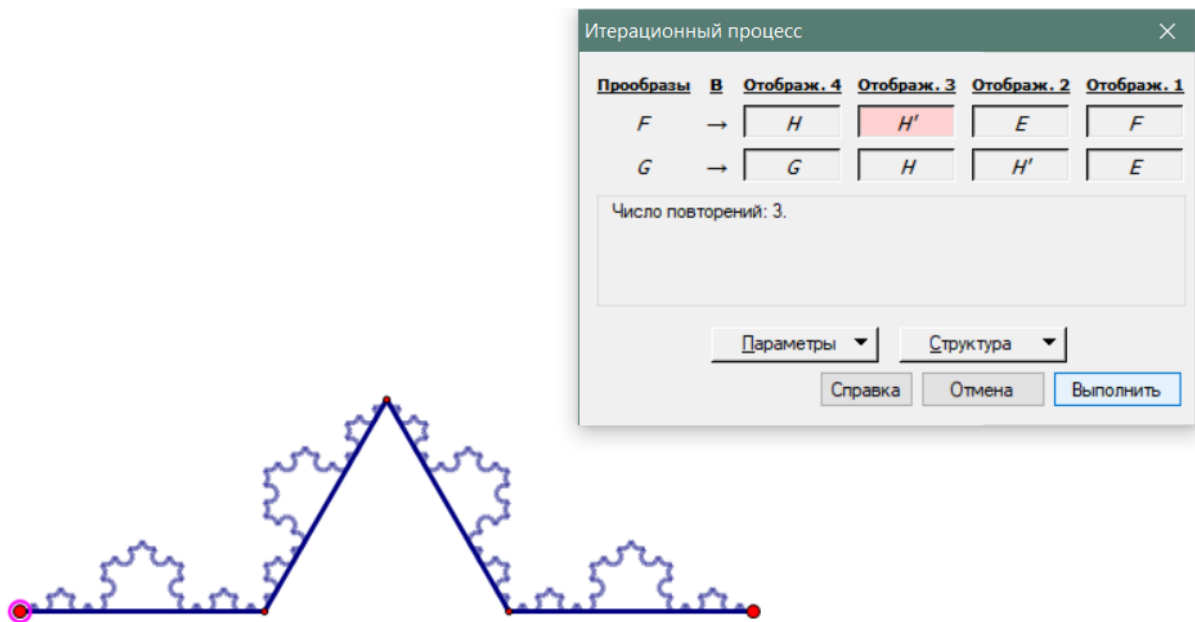 Итерационный процесс
Прообразы В Отображ. 4 Отображ. 3 Отображ. 2 Отображ. 1
F → H H' E F
G → G H H' E
Число повторений: 3.
Параметры Структура
Справка Отмена Выполнить